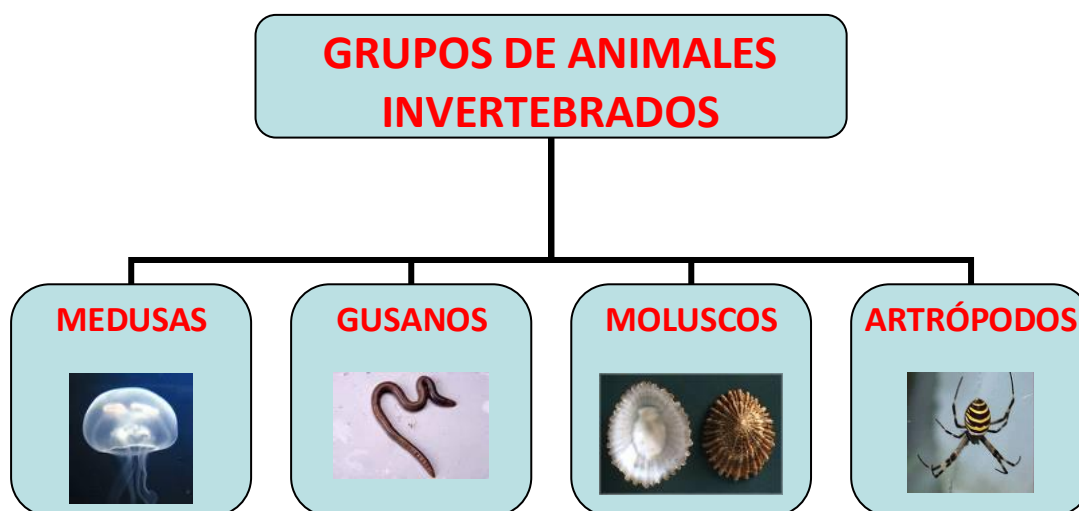 GRUPOS DE ANIMALES
INVERTEBRADOS
MEDUSAS
GUSANOS
MOLUSCOS
ARTRÓPODOS